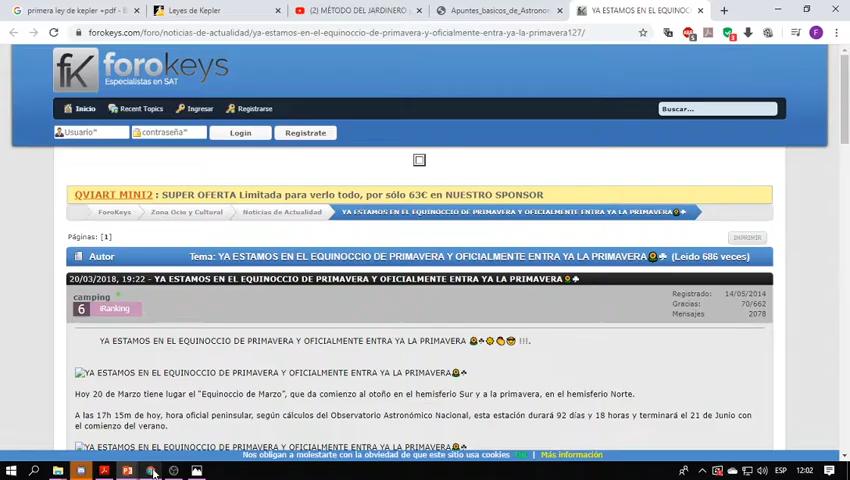 primera ley de kepler +pdf - B
Leyes de Kepler
(2) MÉTODO DEL JARDINERO
Apuntes_basicos_de_Astrono
YA ESTAMOS EN EL EQUINOCC
forokeys.com/foro/noticias-de-actualidad/ya-estamos-en-el-equinoccio-de-primavera-y-oficialmente-entra-ya-la-primavera127/
F
fk forokeys
Especialistas en SAT
Inicio Recent Topics Ingresar Registrarse Buscar...
Usuario" contraseña" Login Registrate
QVIART MINI2 : SUPER OFERTA Limitada para verlo todo, por sólo 63€ en NUESTRO SPONSOR
ForoKeys Zona Ocio y Cultural Noticias de Actualidad YA ESTAMOS EN EL EQUINOCCIO DE PRIMAVERA Y OFICIALMENTE ENTRA YA LA PRIMAVERA🌻☘
Páginas: [1] IMPRIMIR
Autor Tema: YA ESTAMOS EN EL EQUINOCCIO DE PRIMAVERA Y OFICIALMENTE ENTRA YA LA PRIMAVERA🌻☘ (Leído 686 veces)
20/03/2018, 19:22 - YA ESTAMOS EN EL EQUINOCCIO DE PRIMAVERA Y OFICIALMENTE ENTRA YA LA PRIMAVERA🌻☘
camping
6 iRanking
Registrado: 14/05/2014
Gracias: 70/662
Mensajes 2078
YA ESTAMOS EN EL EQUINOCCIO DE PRIMAVERA Y OFICIALMENTE ENTRA YA LA PRIMAVERA 🌻☘🌞👏😎 !!!.
YA ESTAMOS EN EL EQUINOCCIO DE PRIMAVERA Y OFICIALMENTE ENTRA YA LA PRIMAVERA🌻☘
Hoy 20 de Marzo tiene lugar el "Equinoccio de Marzo", que da comienzo al otoño en el hemisferio Sur y a la primavera, en el hemisferio Norte.
A las 17h 15m de hoy, hora oficial peninsular, según cálculos del Observatorio Astronómico Nacional, esta estación durará 92 días y 18 horas y terminará el 21 de Junio con
el comienzo del verano.
YA ESTAMOS EN EL EQUINOCCIO DE PRIMAVERA Y OFICIALMENTE ENTRA YA LA PRIMAVERA🌻☘
Nos obligan a molestarte con la obviedad de que este sitio usa cookies OK | Más información
ESP 12:02